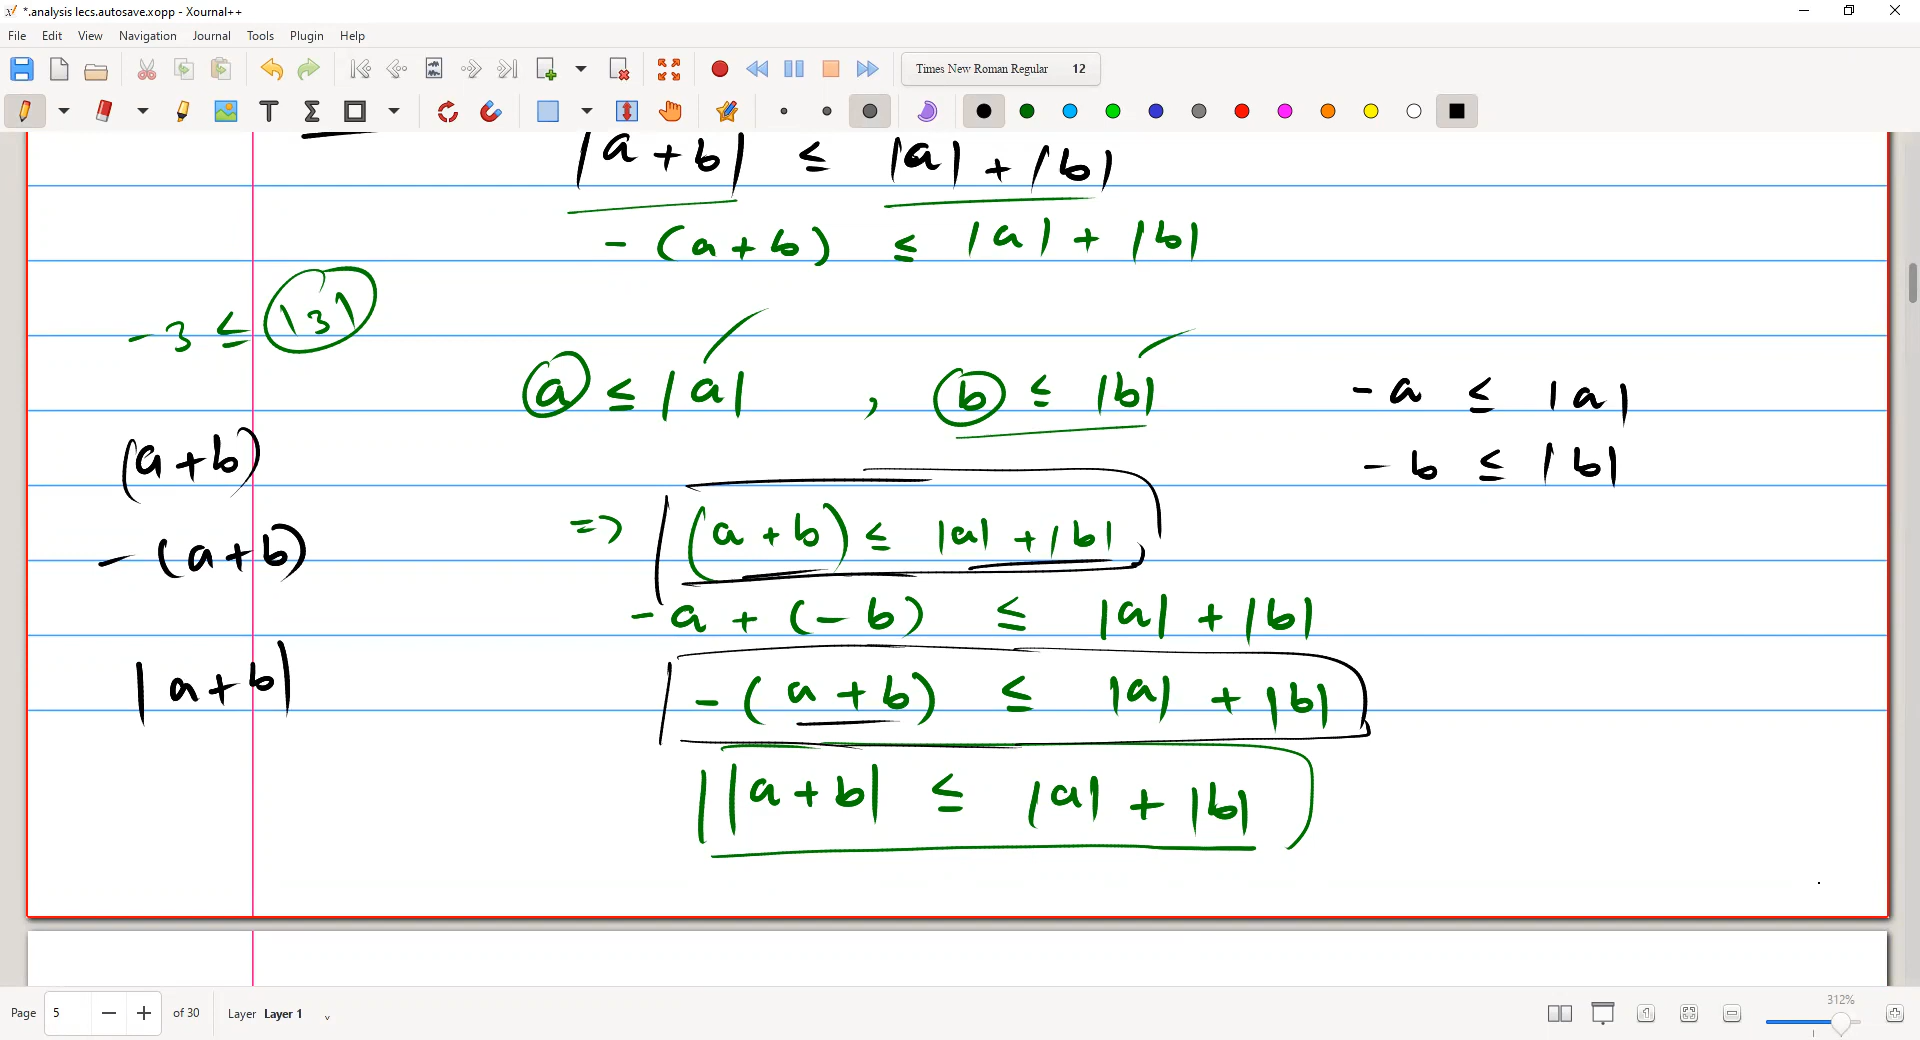 *.analysis lecs.autosave.xopp - Xournal++
File Edit View Navigation Journal Tools Plugin Help
Times New Roman Regular 12
|a+b| ≤ |a|+|b|
-(a+b) ≤ |a|+|b|
-3 ≤ |3|
a ≤ |a| , b ≤ |b|
-a ≤ |a|
-b ≤ |b|
(a+b)
-(a+b)
|a+b|
=> (a+b) ≤ |a|+|b|
-a+(-b) ≤ |a|+|b|
-(a+b) ≤ |a|+|b|
|a+b| ≤ |a|+|b|
Page 5 of 30 Layer Layer 1
312%